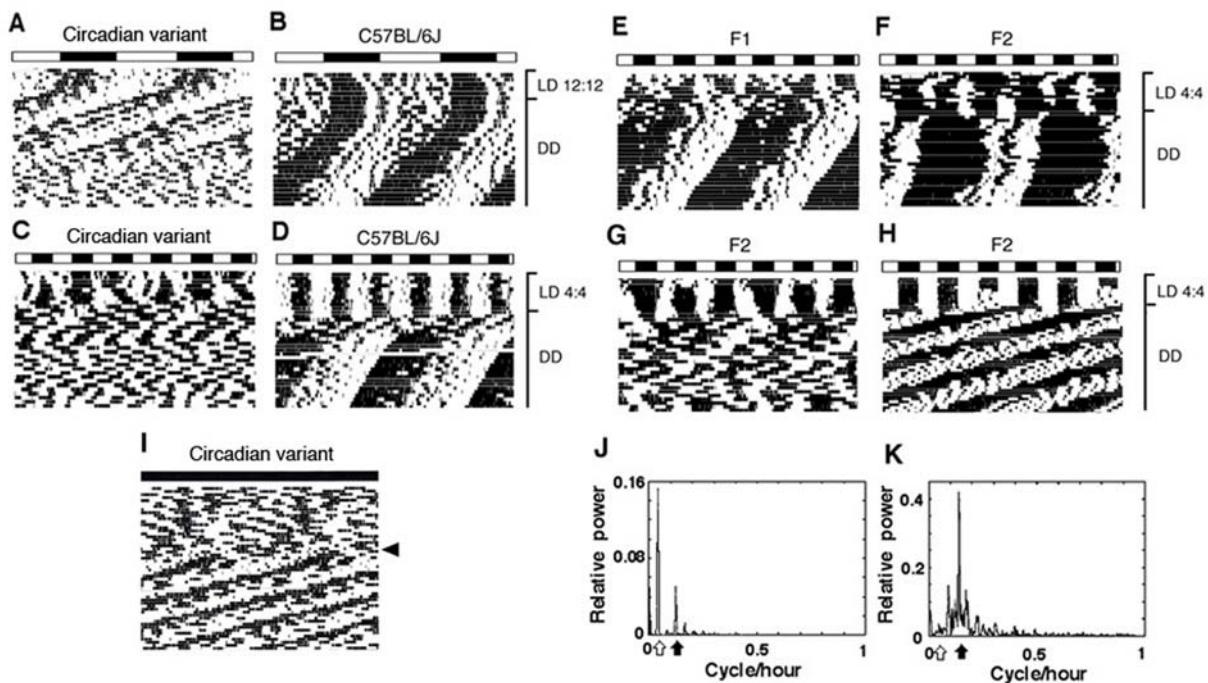 A
Circadian variant
B
C57BL/6J
LD 12:12
DD
C
Circadian variant
D
C57BL/6J
LD 4:4
DD
E
F1
F
F2
LD 4:4
DD
G
F2
H
F2
LD 4:4
DD
I
Circadian variant
J
Relative power
0.16
0.08
0
0
0.5
1
Cycle/hour
K
Relative power
0.4
0.2
0
0
0.5
1
Cycle/hour